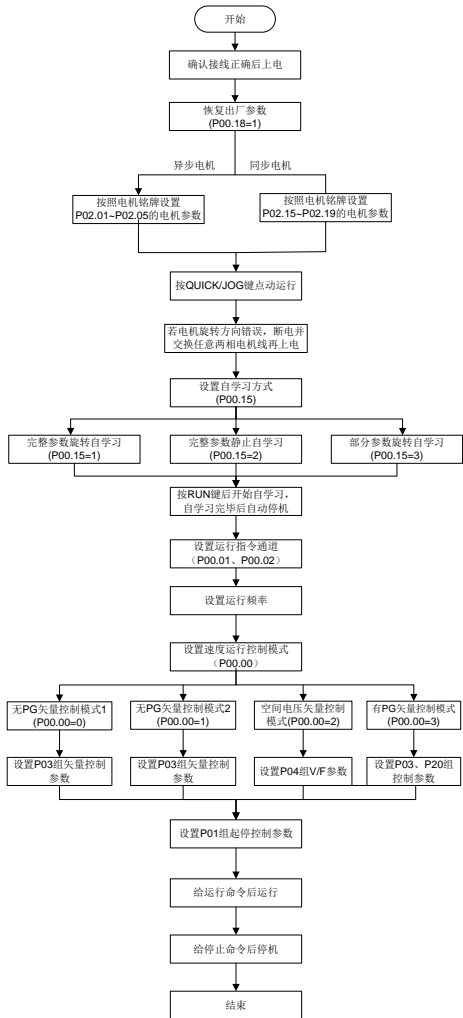 开始
确认接线正确后上电
恢复出厂参数
(P00.18=1)
异步电机
同步电机
按照电机铭牌设置
P02.01~P02.05的电机参数
按照电机铭牌设置
P02.15~P02.19的电机参数
按QUICK/JOG键点动运行
若电机旋转方向错误，断电并
交换任意两相电机线再上电
设置自学习方式
(P00.15)
完整参数旋转自学习
(P00.15=1)
完整参数静止自学习
(P00.15=2)
部分参数旋转自学习
(P00.15=3)
按RUN键后开始自学习，
自学习完毕后自动停机
设置运行指令通道
（P00.01、P00.02）
设置运行频率
设置速度运行控制模式
(P00.00）
无PG矢量控制模式1
(P00.00=0)
无PG矢量控制模式2
(P00.00=1)
空间电压矢量控制
模式(P00.00=2)
有PG矢量控制模式
(P00.00=3)
设置P03组矢量控制
参数
设置P03组矢量控制
参数
设置P04组V/F参数
设置P03、P20组
控制参数
设置P01组起停控制参数
给运行命令后运行
给停止命令后停机
结束